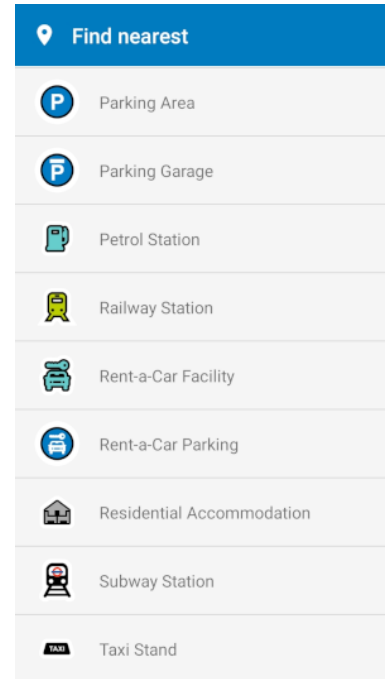 Find nearest
P Parking Area
P Parking Garage
Petrol Station
Railway Station
Rent-a-Car Facility
Rent-a-Car Parking
Residential Accommodation
Subway Station
TAXI Taxi Stand